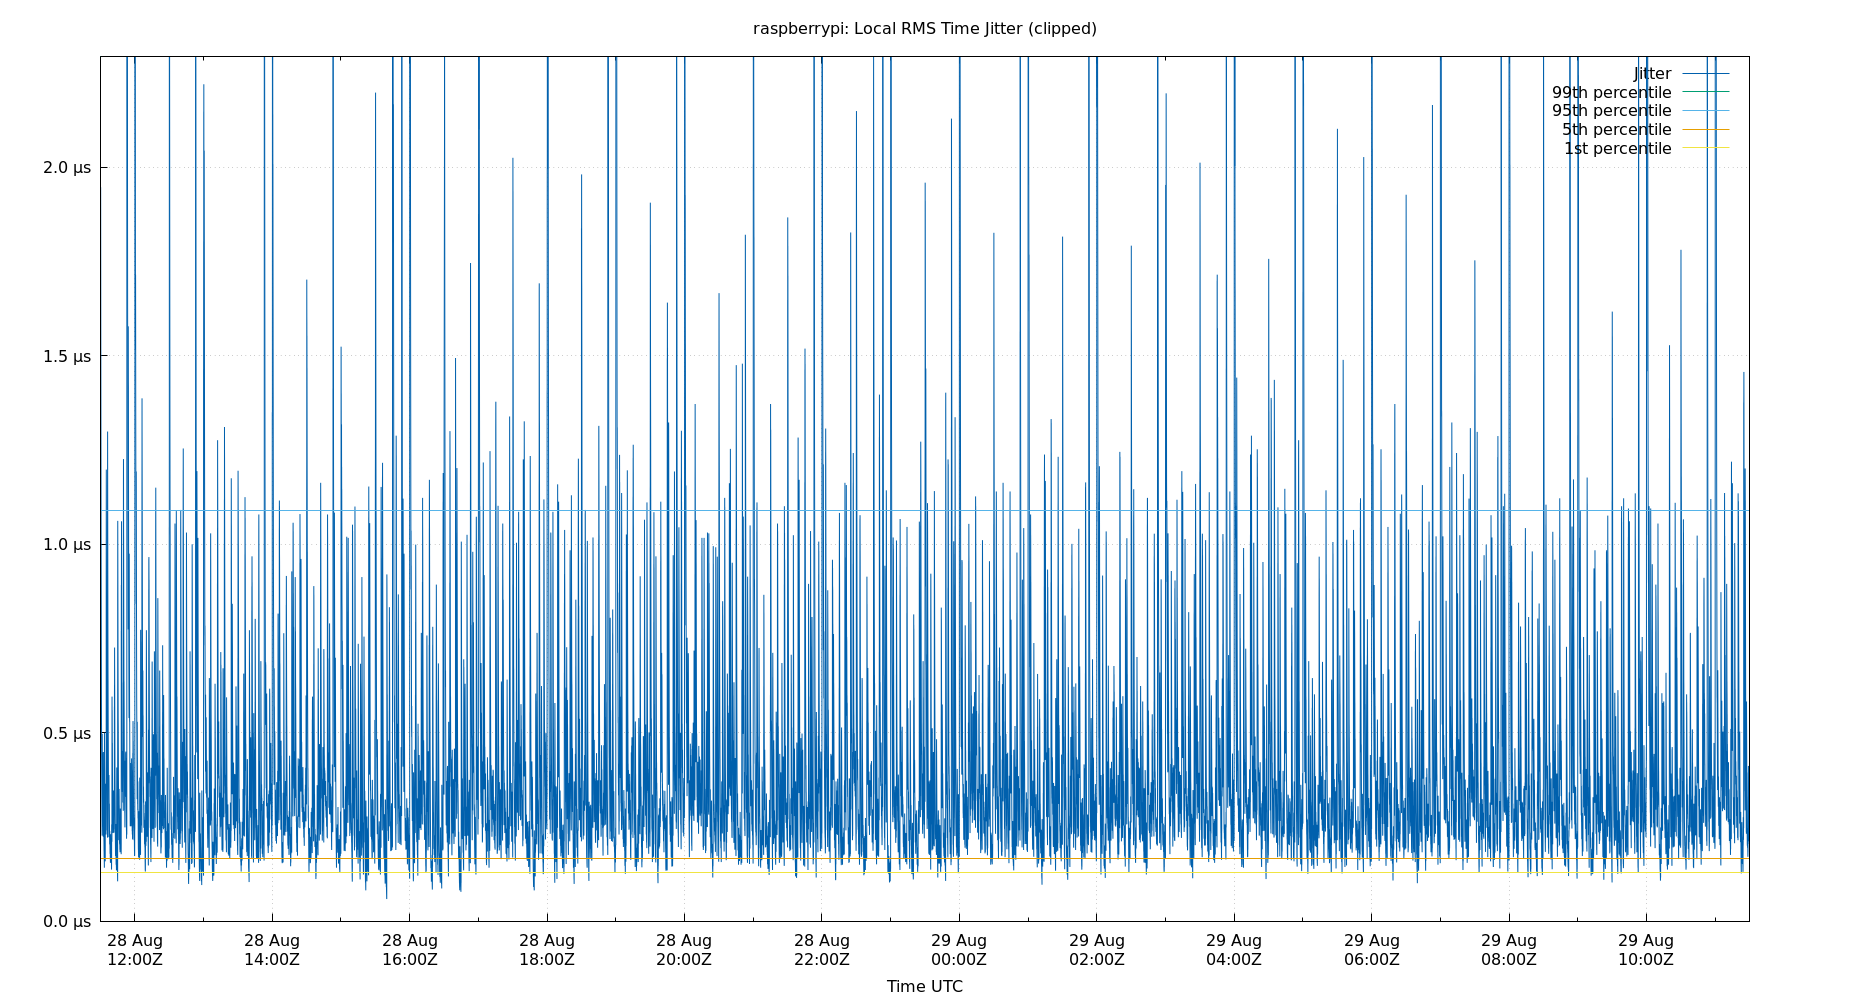 raspberrypi: Local RMS Time Jitter (clipped)
Jitter
99th percentile
95th percentile
5th percentile
1st percentile
2.0 µs
1.5 µs
1.0 µs
0.5 µs
0.0 µs
28 Aug 28 Aug 28 Aug 28 Aug 28 Aug 28 Aug 29 Aug 29 Aug 29 Aug 29 Aug 29 Aug 29 Aug
12:00Z 14:00Z 16:00Z 18:00Z 20:00Z 22:00Z 00:00Z 02:00Z 04:00Z 06:00Z 08:00Z 10:00Z
Time UTC